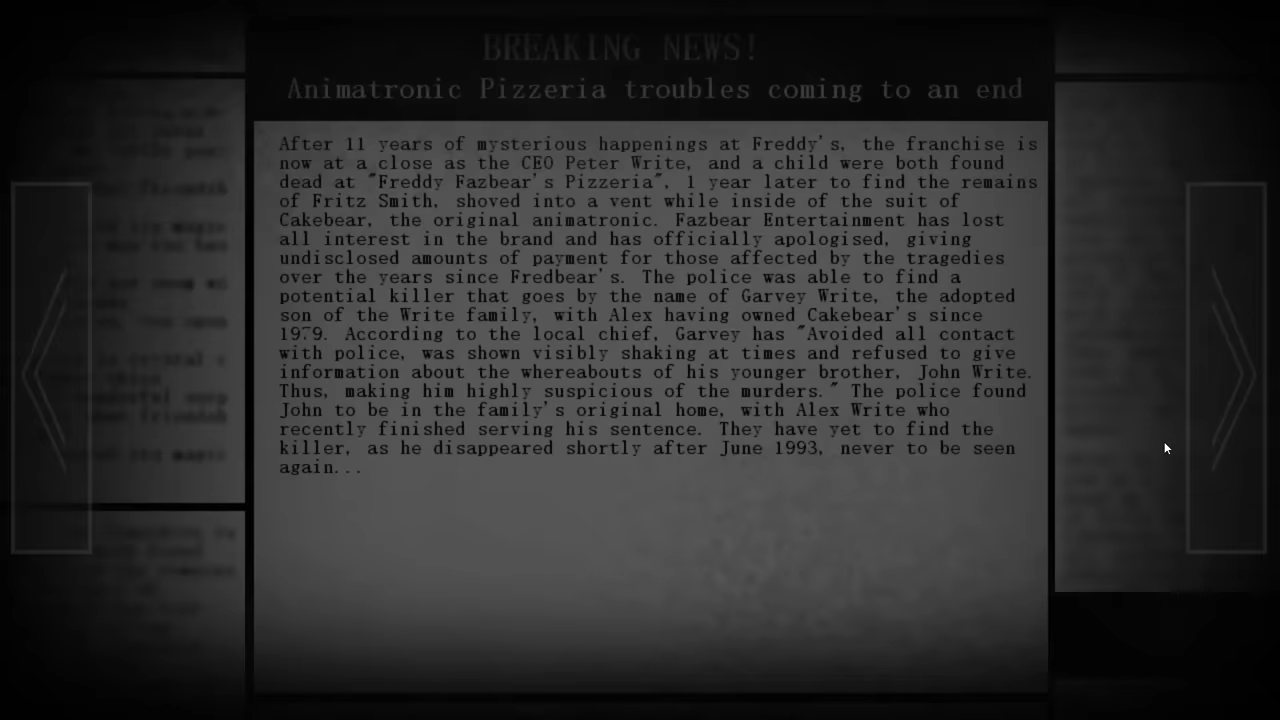 BREAKING NEWS!
Animatronic Pizzeria troubles coming to an end
After 11 years of mysterious happenings at Freddy's, the franchise is
now at a close as the CEO Peter Write, and a child were both found
dead at "Freddy Fazbear's Pizzeria", 1 year later to find the remains
of Fritz Smith, shoved into a vent while inside of the suit of
Cakebear, the original animatronic. Fazbear Entertainment has lost
all interest in the brand and has officially apologised, giving
undisclosed amounts of payment for those affected by the tragedies
over the years since Fredbear's. The police was able to find a
potential killer that goes by the name of Garvey Write, the adopted
son of the Write family, with Alex having owned Cakebear's since
1979. According to the local chief, Garvey has "Avoided all contact
with police, was shown visibly shaking at times and refused to give
information about the whereabouts of his younger brother, John Write.
Thus, making him highly suspicious of the murders." The police found
John to be in the family's original home, with Alex Write who
recently finished serving his sentence. They have yet to find the
killer, as he disappeared shortly after June 1993, never to be seen
again...